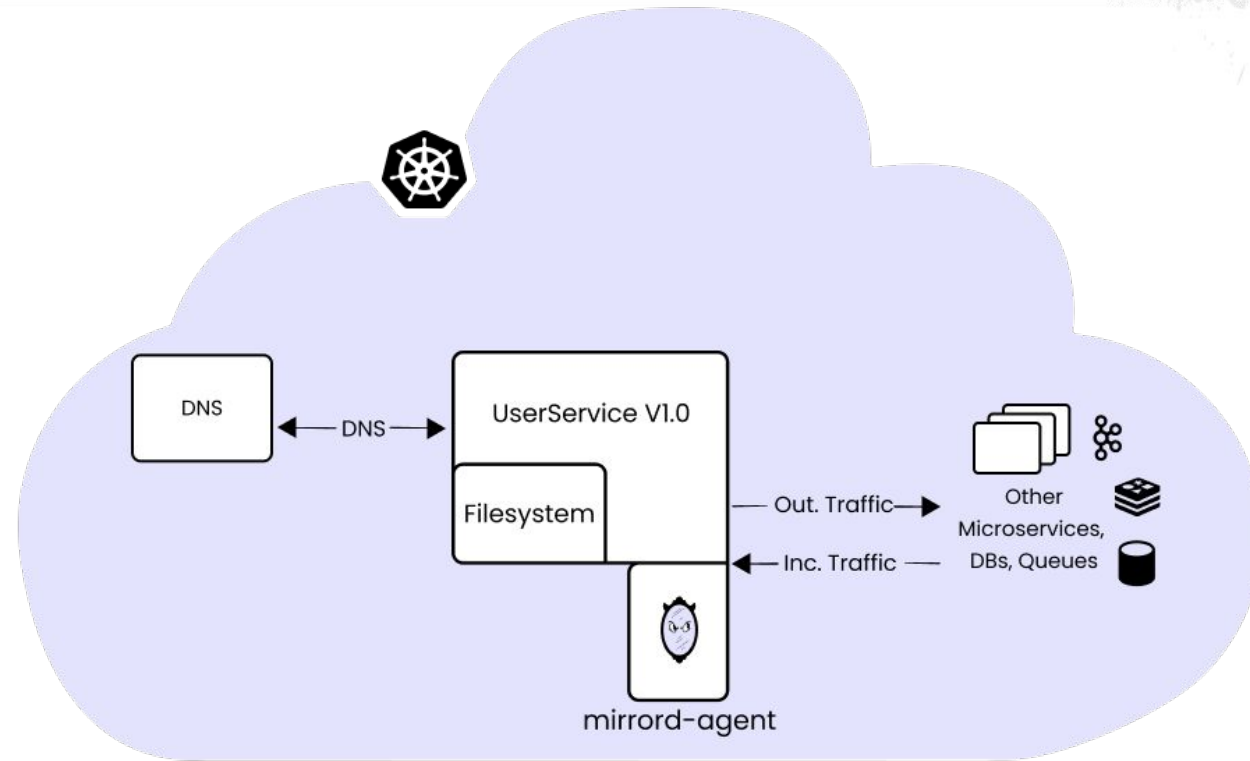 DNS
DNS
UserService V1.0
Filesystem
Out. Traffic
Inc. Traffic
Other
Microservices,
DBs, Queues
mirrord-agent